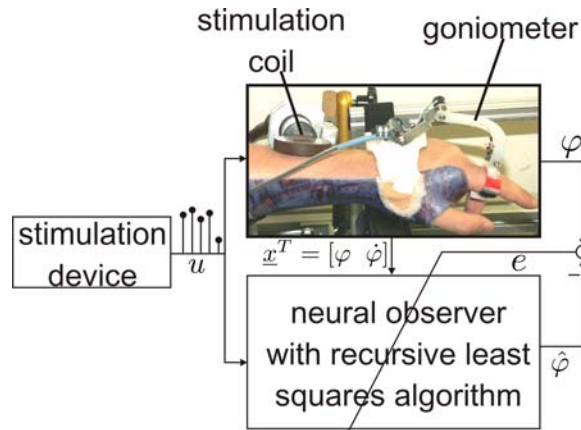 stimulation
coil
goniometer
φ
stimulation
device
u
x^T = [φ φ̇]
e
−
neural observer
with recursive least
squares algorithm
φ̂